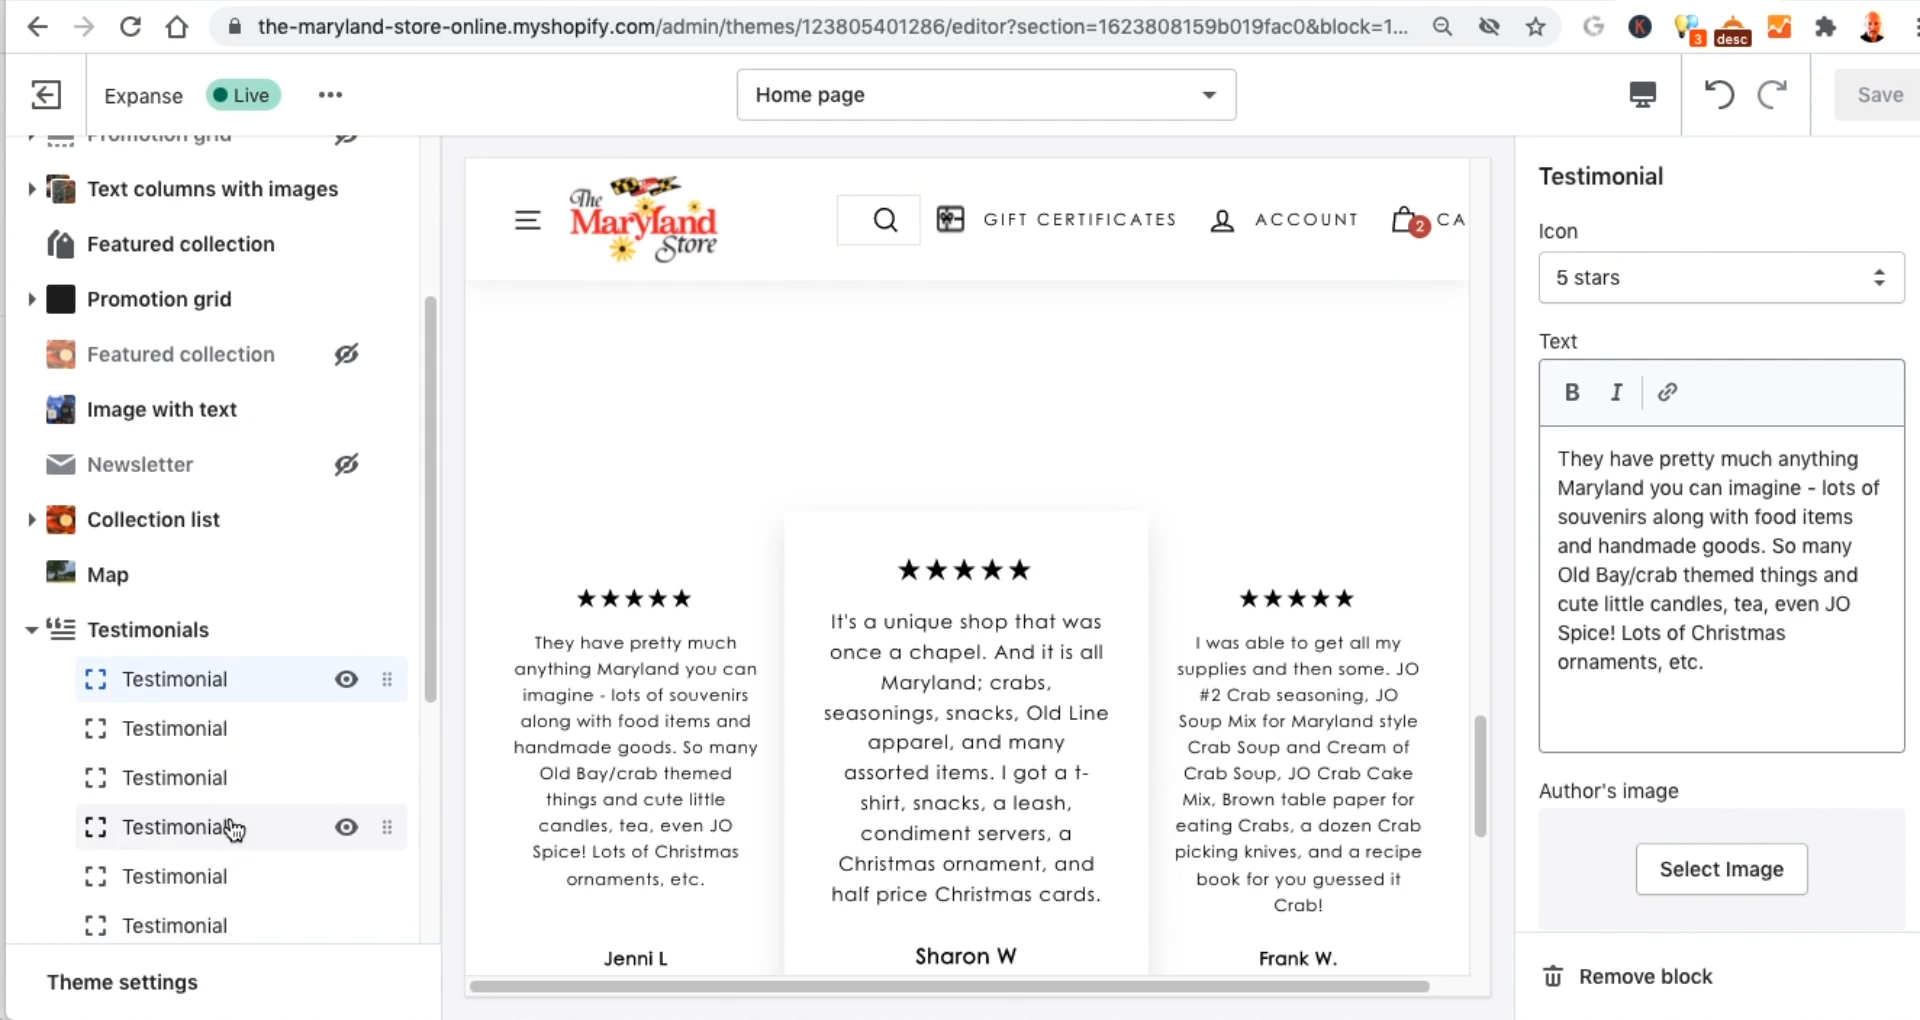 the-maryland-store-online.myshopify.com/admin/themes/123805401286/editor?section=1623808159b019fac0&block=1...
3
desc
Expanse
Live
Home page
Save
Promotion grid
Text columns with images
Featured collection
Promotion grid
Featured collection
Image with text
Newsletter
Collection list
Map
Testimonials
Testimonial
Testimonial
Testimonial
Testimonial
Testimonial
Testimonial
Theme settings
The
Maryland
Store
GIFT CERTIFICATES
ACCOUNT
2
CA
They have pretty much
anything Maryland you can
imagine - lots of souvenirs
along with food items and
handmade goods. So many
Old Bay/crab themed
things and cute little
candles, tea, even JO
Spice! Lots of Christmas
ornaments, etc.
Jenni L
It's a unique shop that was
once a chapel. And it is all
Maryland; crabs,
seasonings, snacks, Old Line
apparel, and many
assorted items. I got a t-
shirt, snacks, a leash,
condiment servers, a
Christmas ornament, and
half price Christmas cards.
Sharon W
I was able to get all my
supplies and then some. JO
#2 Crab seasoning, JO
Soup Mix for Maryland style
Crab Soup and Cream of
Crab Soup, JO Crab Cake
Mix, Brown table paper for
eating Crabs, a dozen Crab
picking knives, and a recipe
book for you guessed it
Crab!
Frank W.
Testimonial
Icon
5 stars
Text
B I
They have pretty much anything
Maryland you can imagine - lots of
souvenirs along with food items
and handmade goods. So many
Old Bay/crab themed things and
cute little candles, tea, even JO
Spice! Lots of Christmas
ornaments, etc.
Author's image
Select Image
Remove block